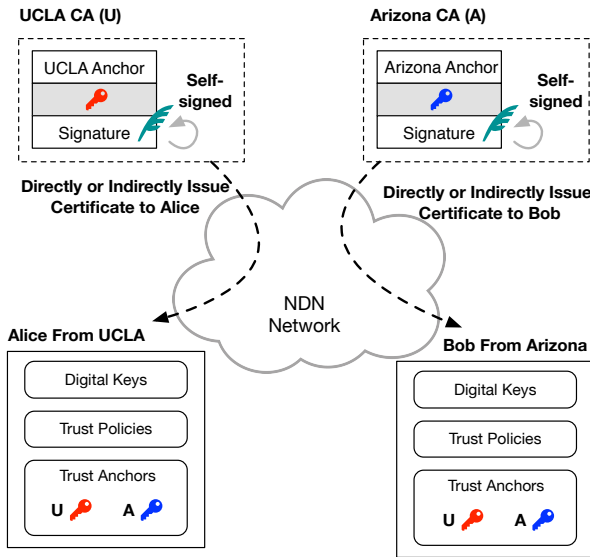 UCLA CA (U)
UCLA Anchor
Signature
Self-
signed
Directly or Indirectly Issue
Certificate to Alice
Arizona CA (A)
Arizona Anchor
Signature
Self-
signed
Directly or Indirectly Issue
Certificate to Bob
NDN
Network
Alice From UCLA
Digital Keys
Trust Policies
Trust Anchors
U
A
Bob From Arizona
Digital Keys
Trust Policies
Trust Anchors
U
A